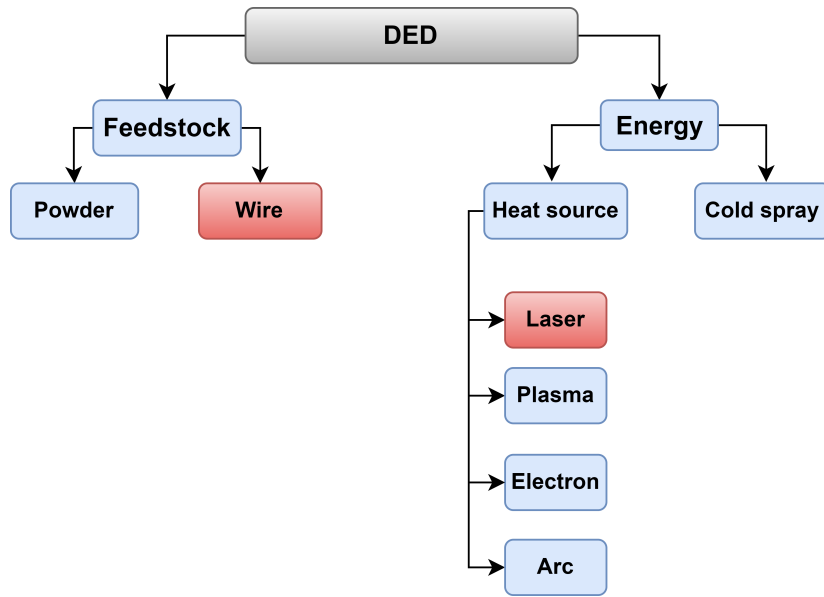 DED
Feedstock
Energy
Powder
Wire
Heat source
Cold spray
Laser
Plasma
Electron
Arc